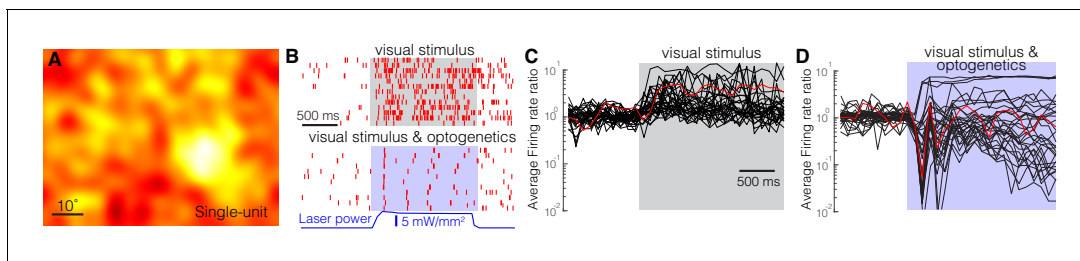 A
10°
Single-unit
B
visual stimulus
500 ms
visual stimulus & optogenetics
Laser power
5 mW/mm²
C
visual stimulus
Average Firing rate ratio
10¹
10⁰
10⁻¹
10⁻²
500 ms
D
visual stimulus &
optogenetics
Average Firing rate ratio
10¹
10⁰
10⁻¹
10⁻²